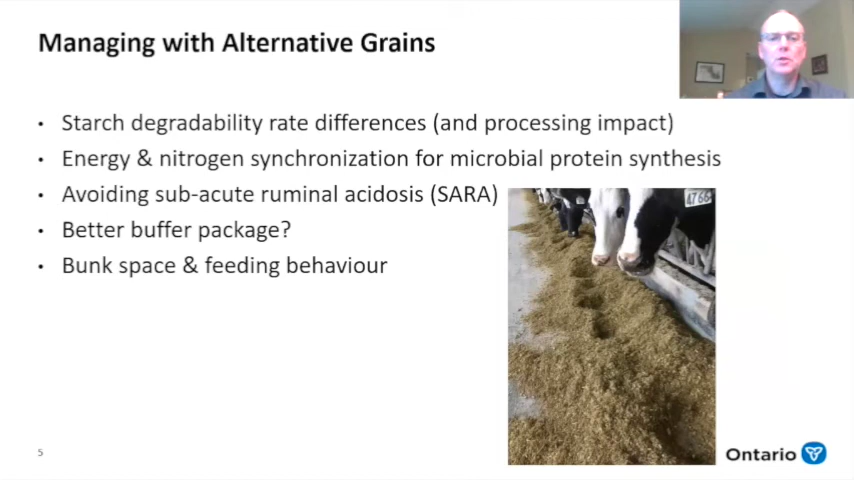 Managing with Alternative Grains
• Starch degradability rate differences (and processing impact)
• Energy & nitrogen synchronization for microbial protein synthesis
• Avoiding sub-acute ruminal acidosis (SARA)
• Better buffer package?
• Bunk space & feeding behaviour
4766
5
Ontario